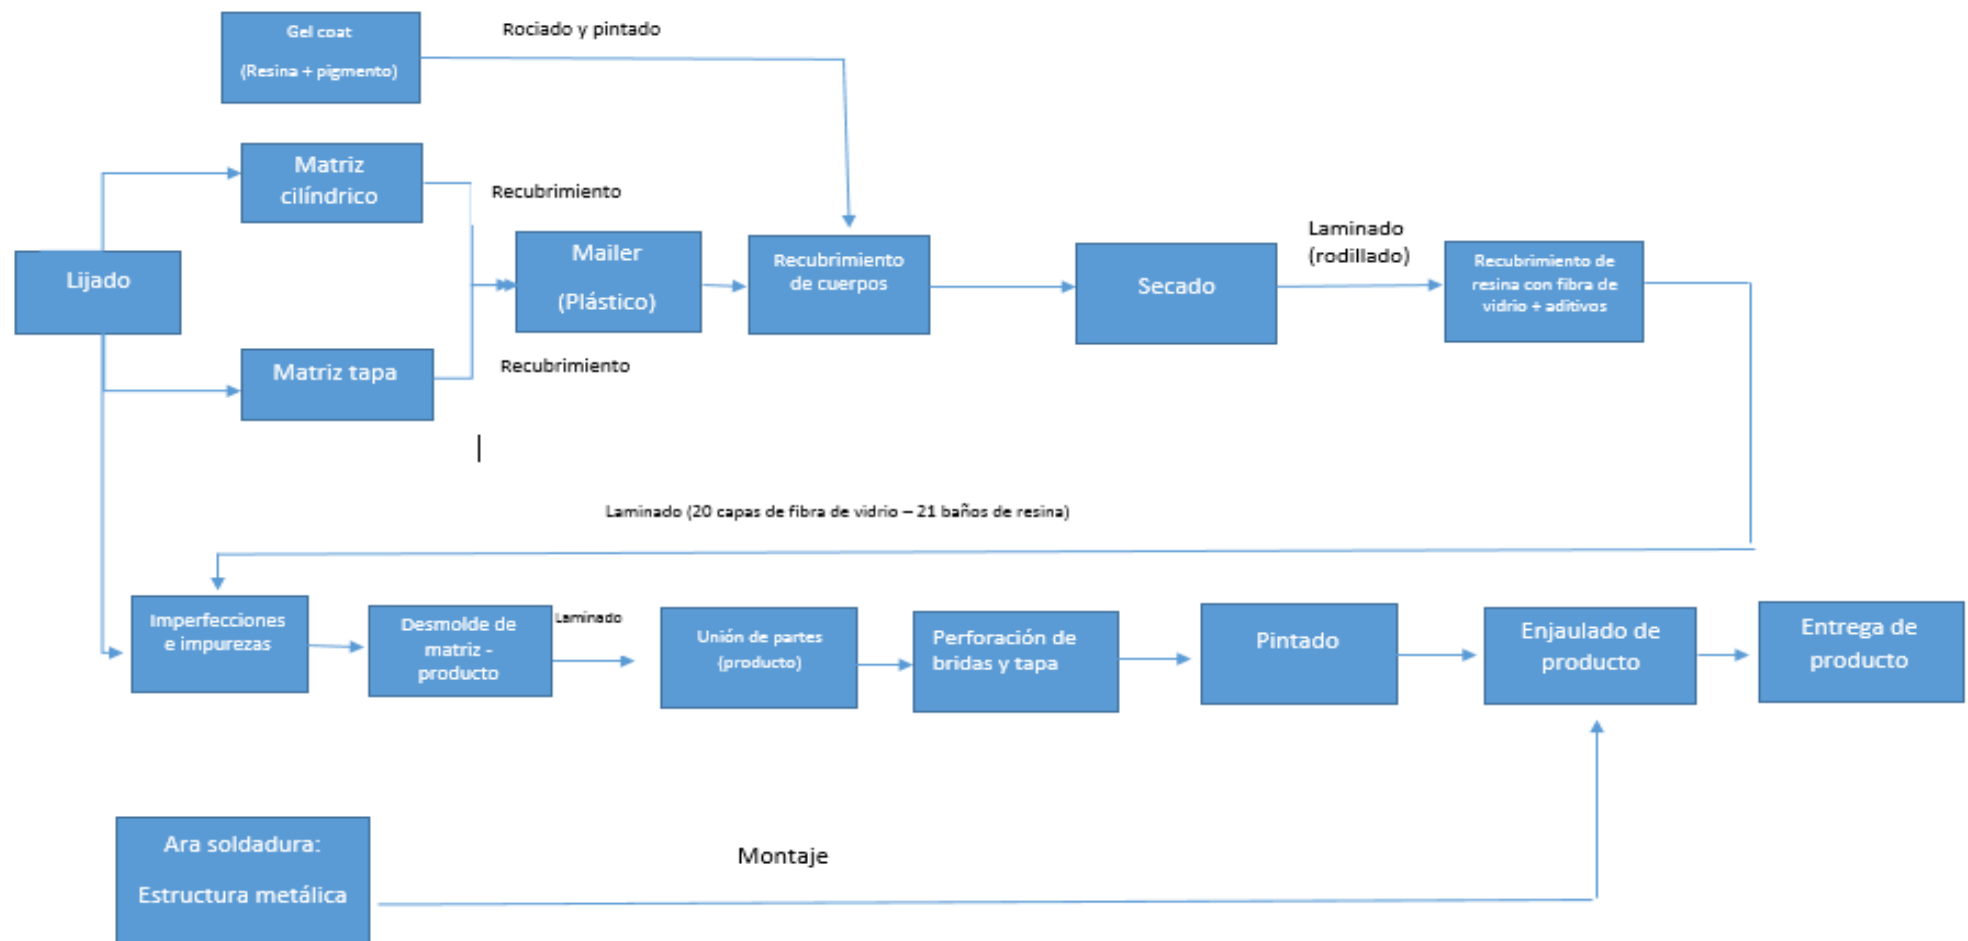 Gel coat
(Resina + pigmento)
Rociado y pintado
Matriz
cilíndrico
Recubrimiento
Lijado
Mailer
(Plástico)
Recubrimiento
de cuerpos
Secado
Laminado
(rodillado)
Recubrimiento de
resina con fibra de
vidrio + aditivos
Matriz tapa
Recubrimiento
Laminado (20 capas de fibra de vidrio – 21 baños de resina)
Imperfecciones
e impurezas
Desmolde de
matriz -
producto
Laminado
Unión de partes
(producto)
Perforación de
bridas y tapa
Pintado
Enjaulado de
producto
Entrega de
producto
Ara soldadura:
Estructura metálica
Montaje